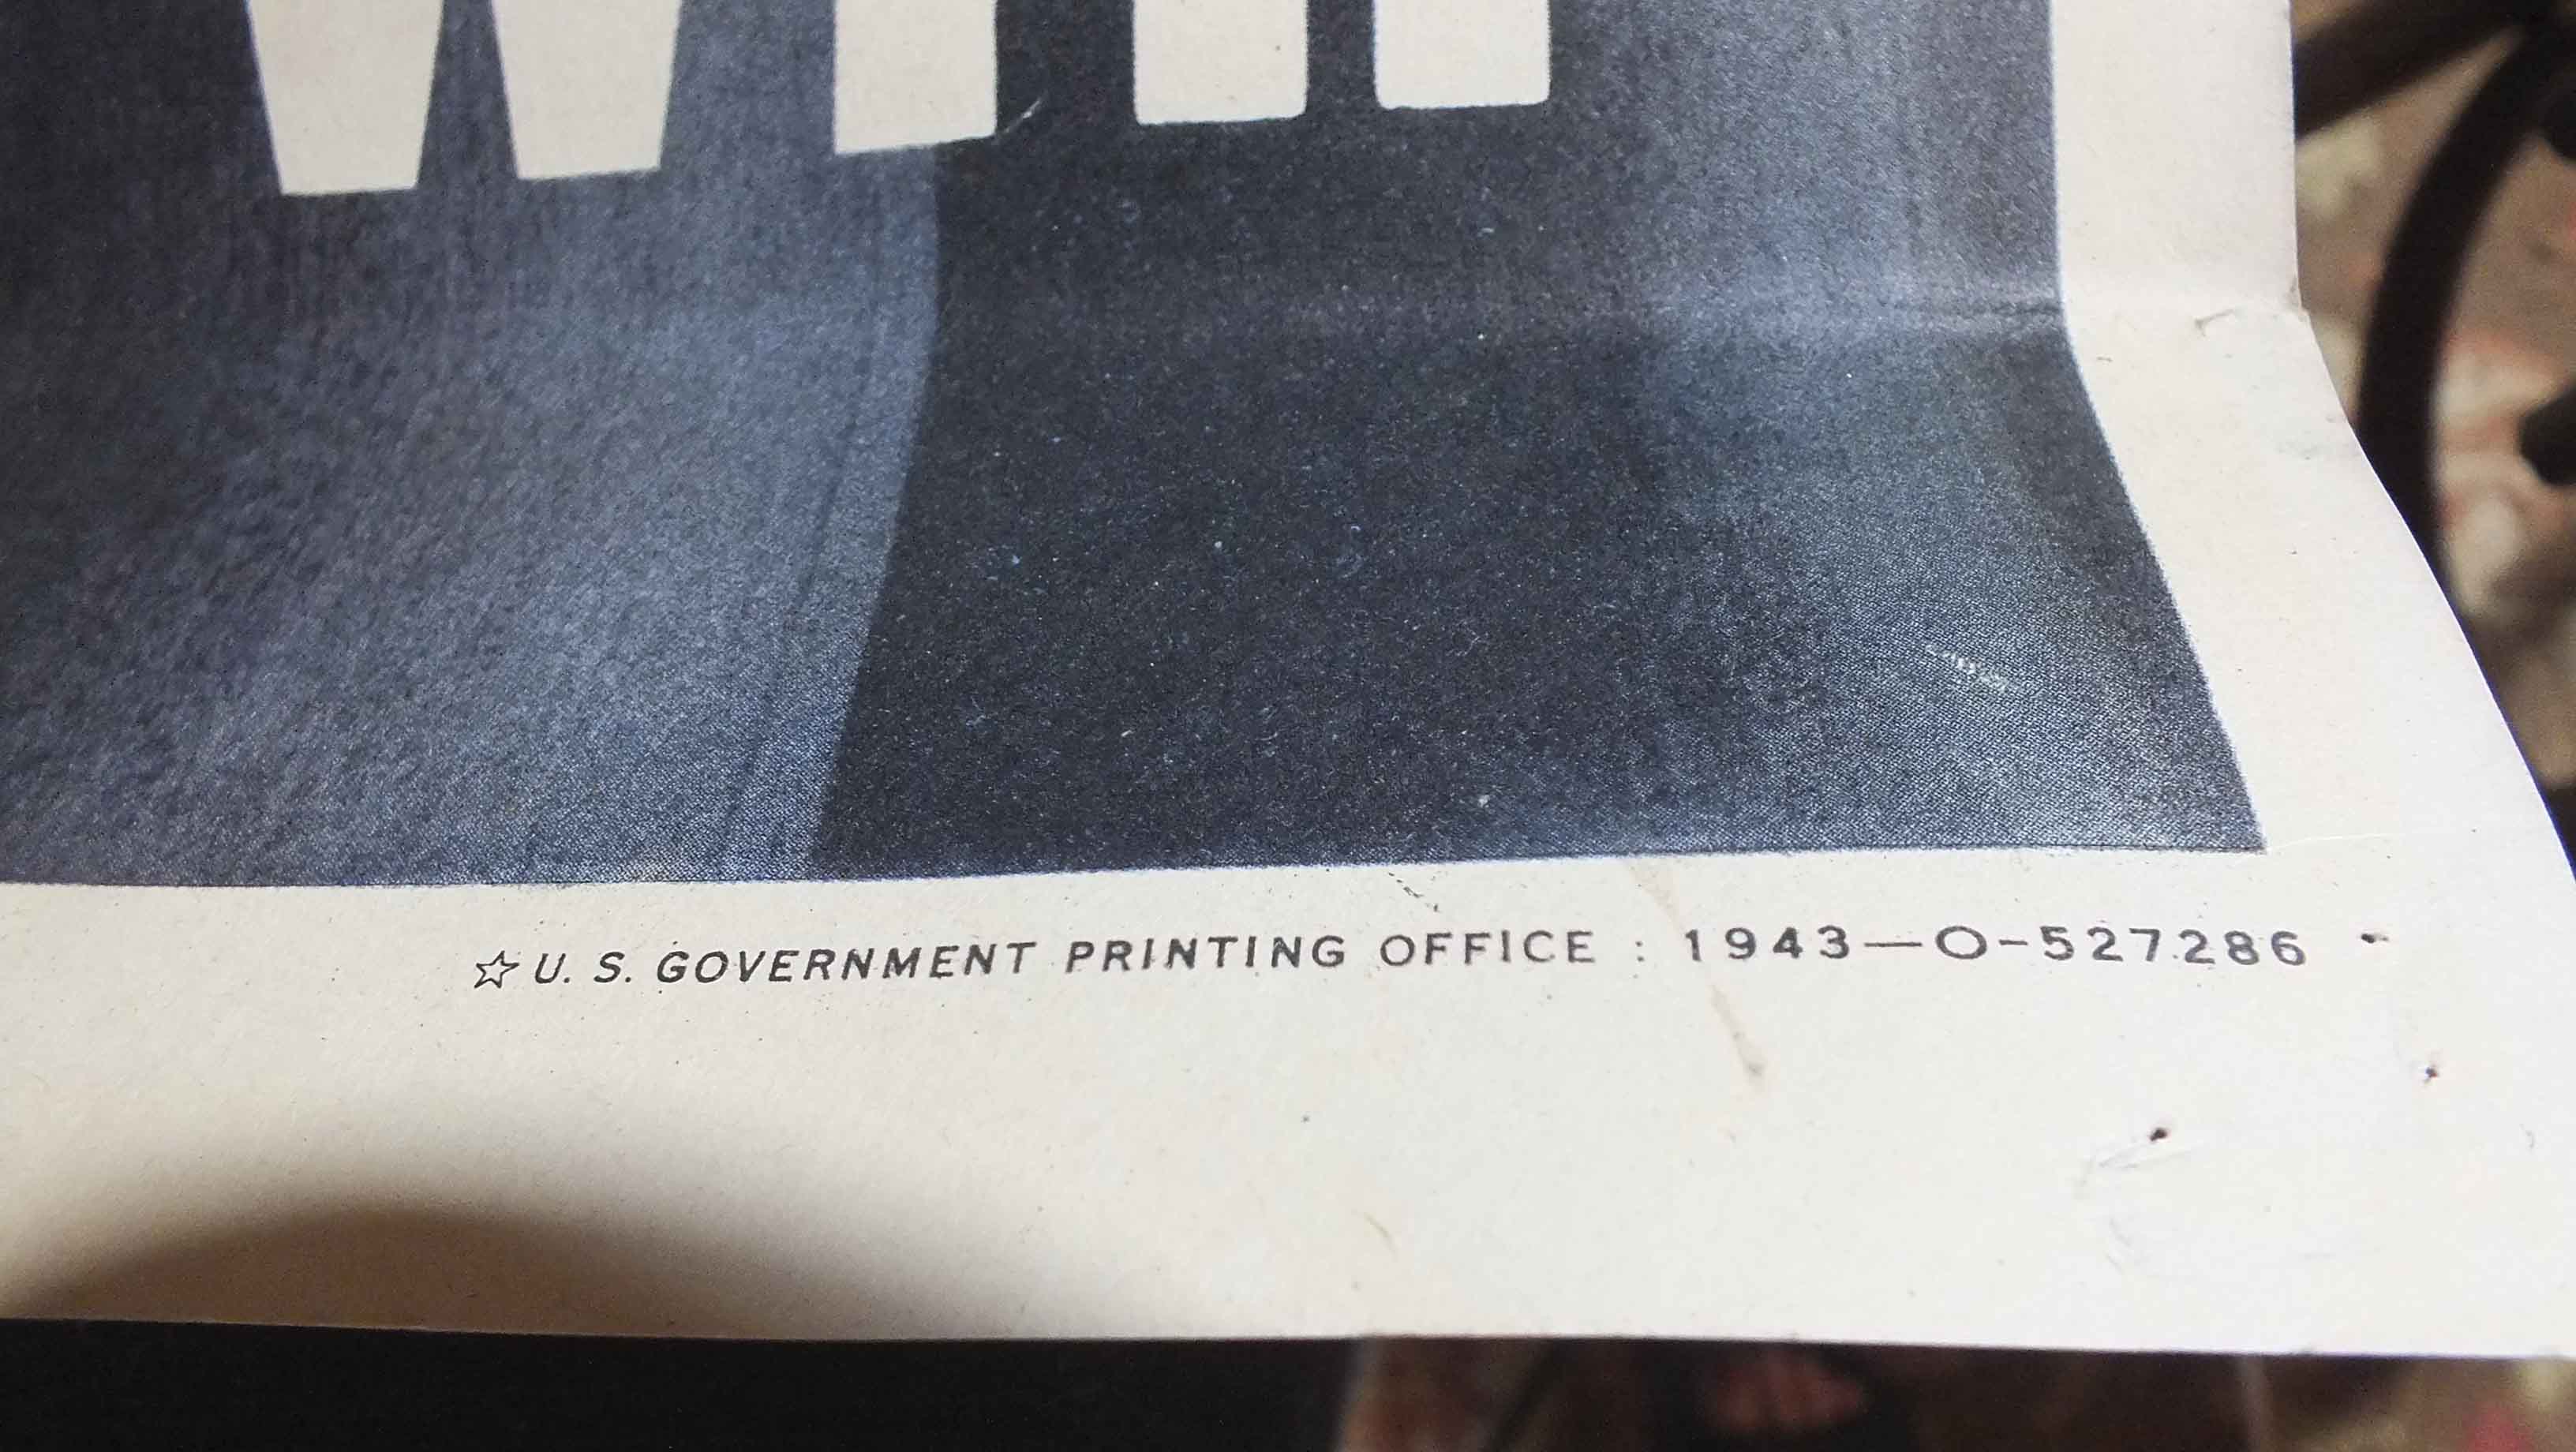 ☆ U. S. GOVERNMENT PRINTING OFFICE : 1943—O-527286